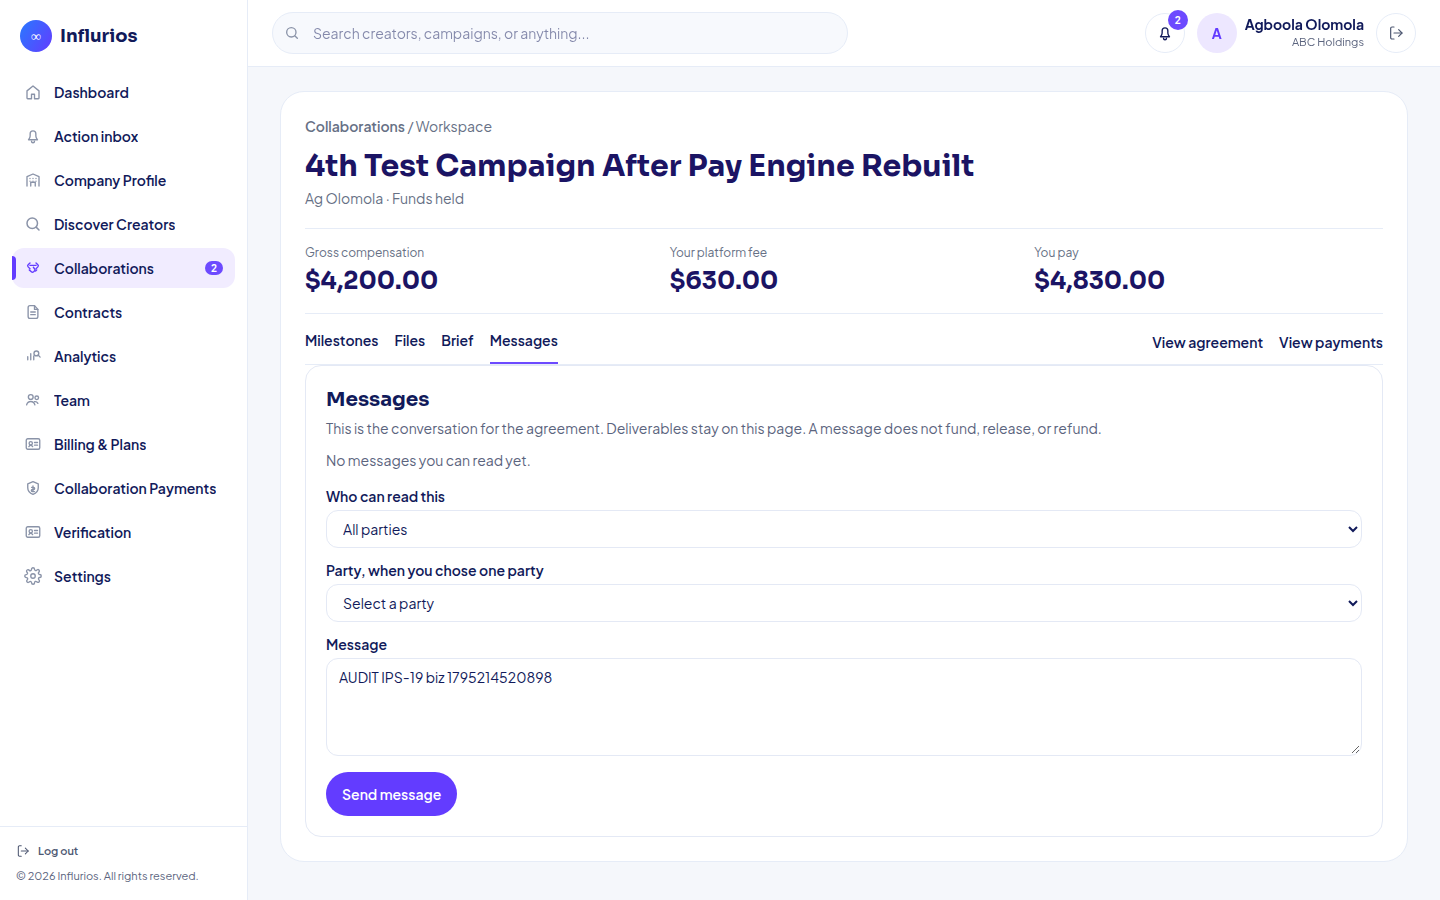 ∞ Influrios
Search creators, campaigns, or anything...
2
A
Agboola Olomola
ABC Holdings
Dashboard
Action inbox
Company Profile
Discover Creators
Collaborations 2
Contracts
Analytics
Team
Billing & Plans
Collaboration Payments
Verification
Settings
Log out
© 2026 Influrios. All rights reserved.
Collaborations / Workspace
4th Test Campaign After Pay Engine Rebuilt
Ag Olomola · Funds held
Gross compensation Your platform fee You pay
$4,200.00 $630.00 $4,830.00
Milestones Files Brief Messages View agreement View payments
Messages
This is the conversation for the agreement. Deliverables stay on this page. A message does not fund, release, or refund.
No messages you can read yet.
Who can read this
All parties
Party, when you chose one party
Select a party
Message
AUDIT IPS-19 biz 1795214520898
Send message